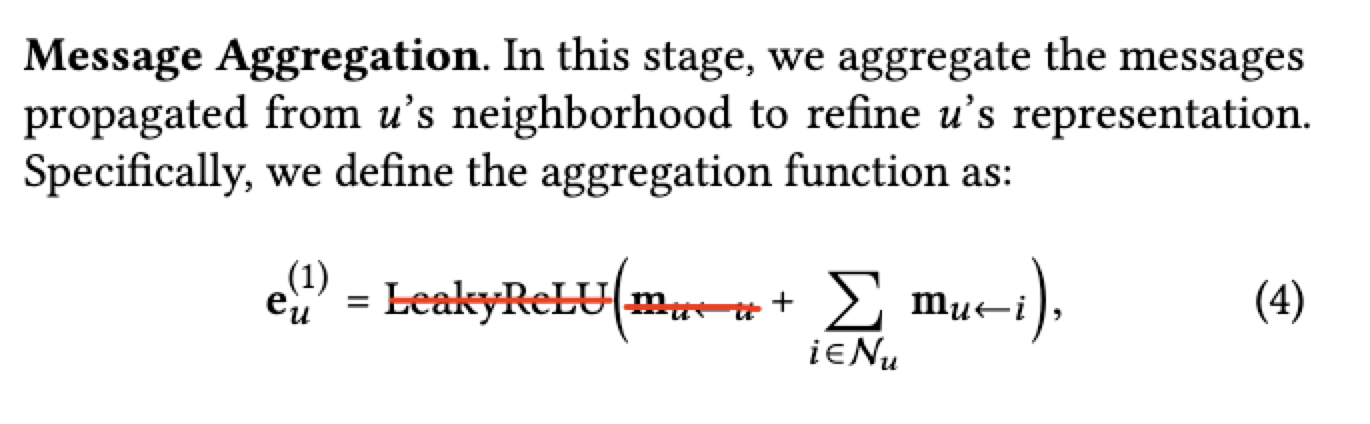 Message Aggregation. In this stage, we aggregate the messages
propagated from u's neighborhood to refine u's representation.
Specifically, we define the aggregation function as:
e_u^{(1)} = LeakyReLU(m_{u←u} + ∑_{i∈N_u} m_{u←i}), (4)